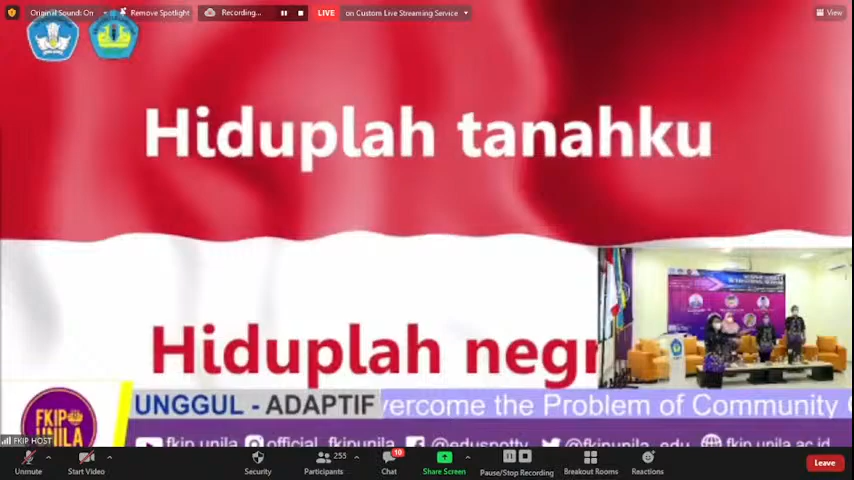 Original Sound: On
Remove Spotlight
Recording...
LIVE
on Custom Live Streaming Service
View
Hiduplah tanahku
Hiduplah negr
FKIP
UNILA
UNGGUL - ADAPTIF
vercome the Problem of Community
fkip unila
official_fkipunila
@eduspotty
@fkipunila_edu
fkip.unila.ac.id
FKIP HOST
Unmute
Start Video
Security
Participants
253
Chat
10
Share Screen
Pause/Stop Recording
Breakout Rooms
Reactions
Leave